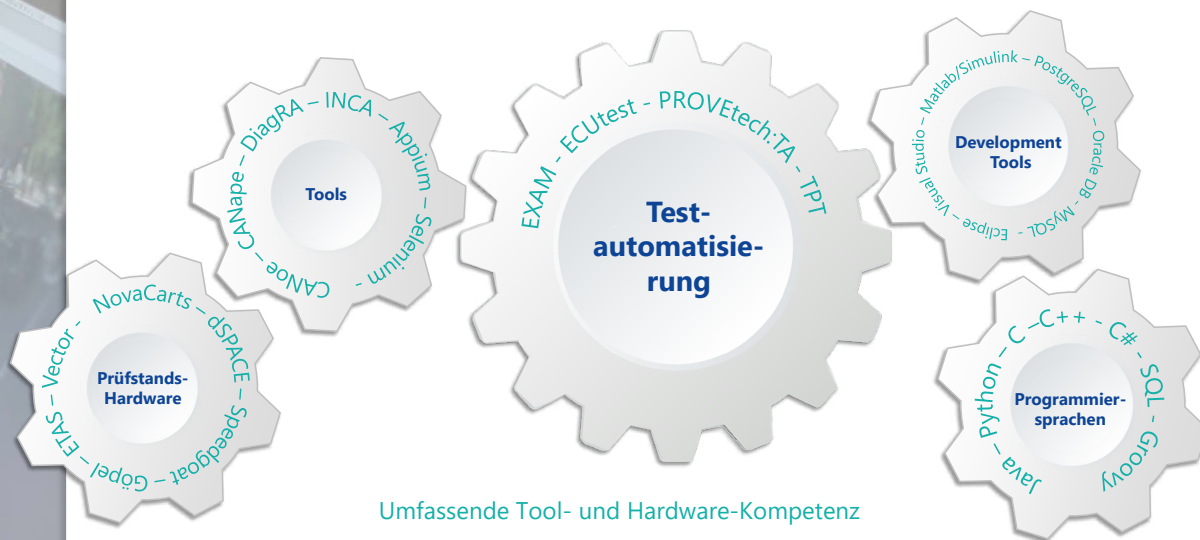 NovaCarts – dSPACE – Speedgoat – Göpel – ETAS – Vector -
Prüfstands-
Hardware
CANoe – CANape – DiagRA – INCA – Appium – Selenium -
Tools
EXAM - ECUtest - PROVEtech:TA - TPT
Test-
automatisie-
rung
Visual Studio – Matlab/Simulink – PostgreSQL – Oracle DB - MySQL - Eclipse –
Development
Tools
Java – Python – C –C++ - C# - SQL - Groovy
Programmier-
sprachen
Umfassende Tool- und Hardware-Kompetenz